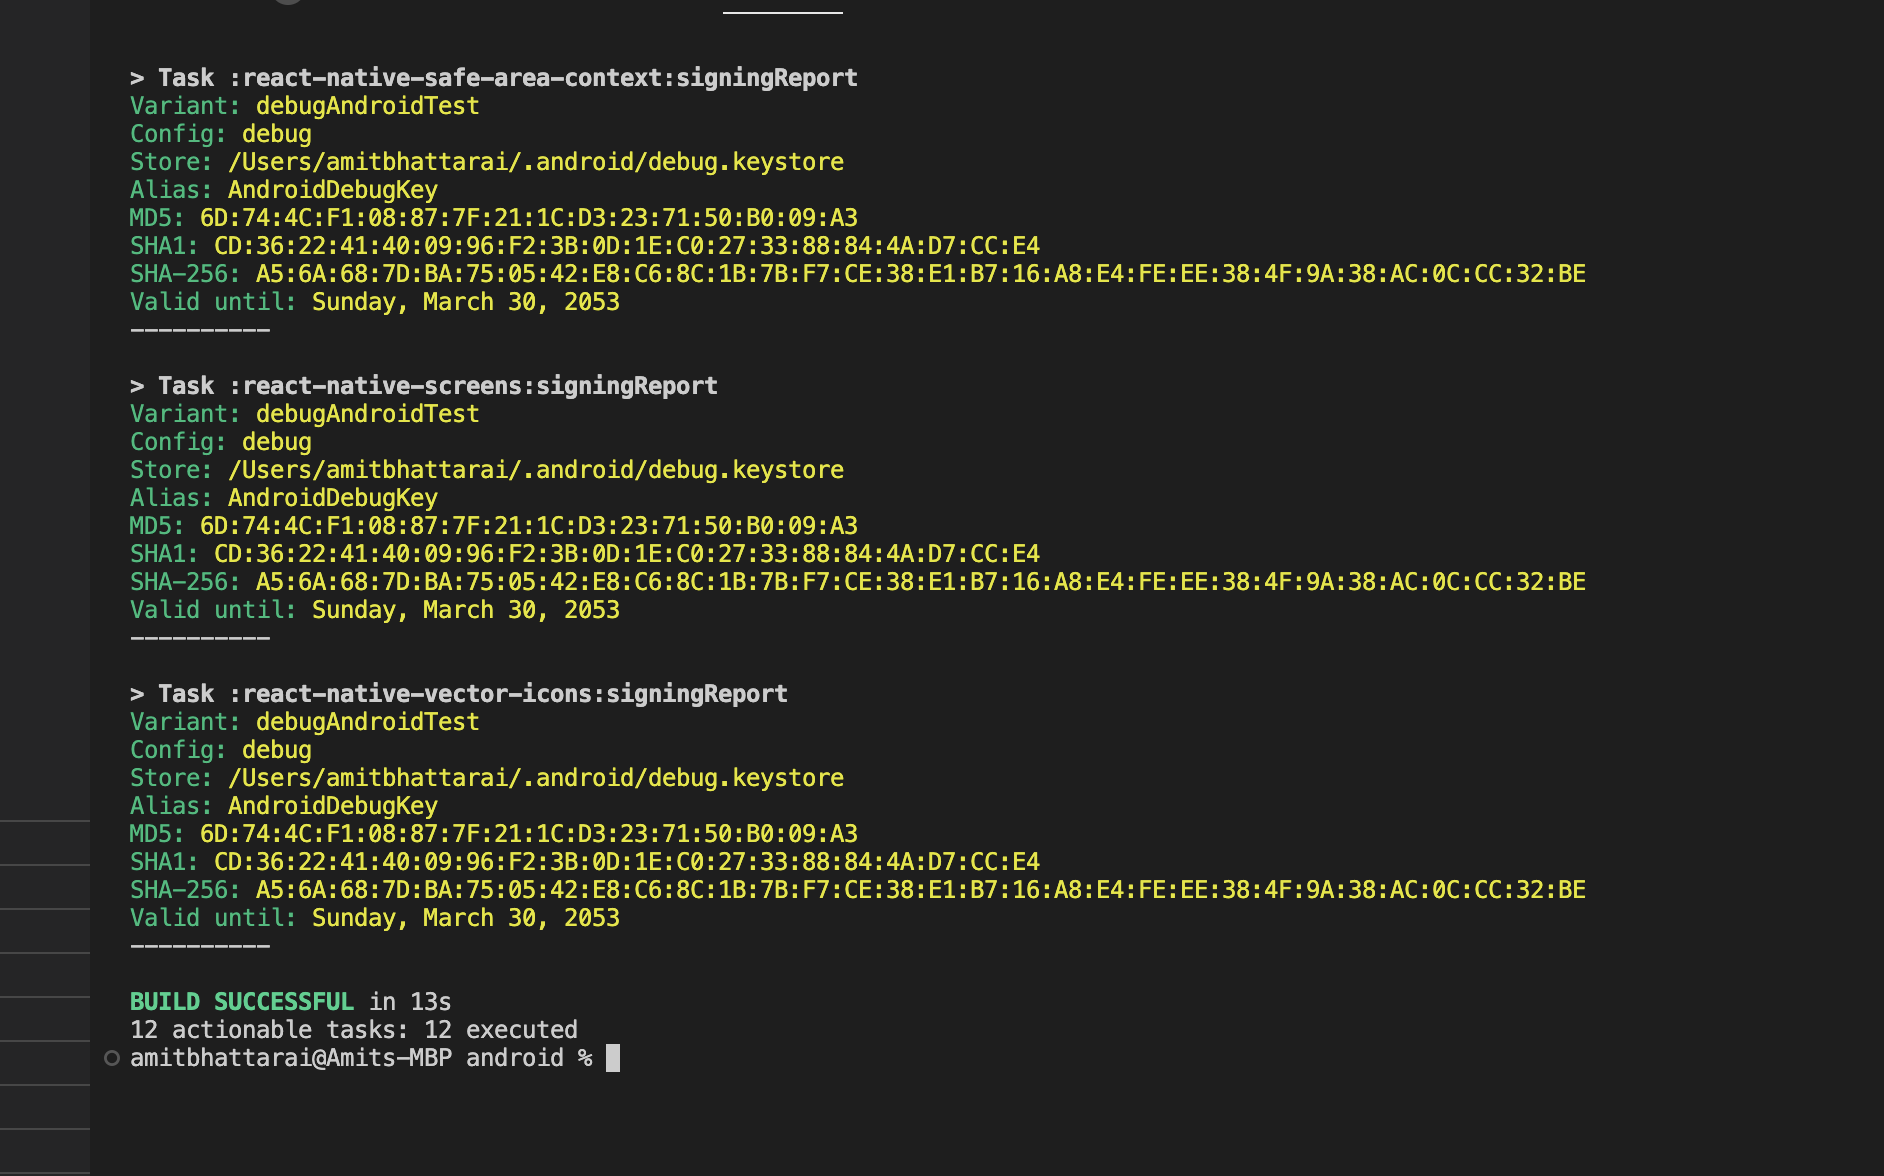 > Task :react-native-safe-area-context:signingReport
Variant: debugAndroidTest
Config: debug
Store: /Users/amitbhattarai/.android/debug.keystore
Alias: AndroidDebugKey
MD5: 6D:74:4C:F1:08:87:7F:21:1C:D3:23:71:50:B0:09:A3
SHA1: CD:36:22:41:40:09:96:F2:3B:0D:1E:C0:27:33:88:84:4A:D7:CC:E4
SHA-256: A5:6A:68:7D:BA:75:05:42:E8:C6:8C:1B:7B:F7:CE:38:E1:B7:16:A8:E4:FE:EE:38:4F:9A:38:AC:0C:CC:32:BE
Valid until: Sunday, March 30, 2053
----------
> Task :react-native-screens:signingReport
Variant: debugAndroidTest
Config: debug
Store: /Users/amitbhattarai/.android/debug.keystore
Alias: AndroidDebugKey
MD5: 6D:74:4C:F1:08:87:7F:21:1C:D3:23:71:50:B0:09:A3
SHA1: CD:36:22:41:40:09:96:F2:3B:0D:1E:C0:27:33:88:84:4A:D7:CC:E4
SHA-256: A5:6A:68:7D:BA:75:05:42:E8:C6:8C:1B:7B:F7:CE:38:E1:B7:16:A8:E4:FE:EE:38:4F:9A:38:AC:0C:CC:32:BE
Valid until: Sunday, March 30, 2053
----------
> Task :react-native-vector-icons:signingReport
Variant: debugAndroidTest
Config: debug
Store: /Users/amitbhattarai/.android/debug.keystore
Alias: AndroidDebugKey
MD5: 6D:74:4C:F1:08:87:7F:21:1C:D3:23:71:50:B0:09:A3
SHA1: CD:36:22:41:40:09:96:F2:3B:0D:1E:C0:27:33:88:84:4A:D7:CC:E4
SHA-256: A5:6A:68:7D:BA:75:05:42:E8:C6:8C:1B:7B:F7:CE:38:E1:B7:16:A8:E4:FE:EE:38:4F:9A:38:AC:0C:CC:32:BE
Valid until: Sunday, March 30, 2053
----------
BUILD SUCCESSFUL in 13s
12 actionable tasks: 12 executed
amitbhattarai@Amits-MBP android %